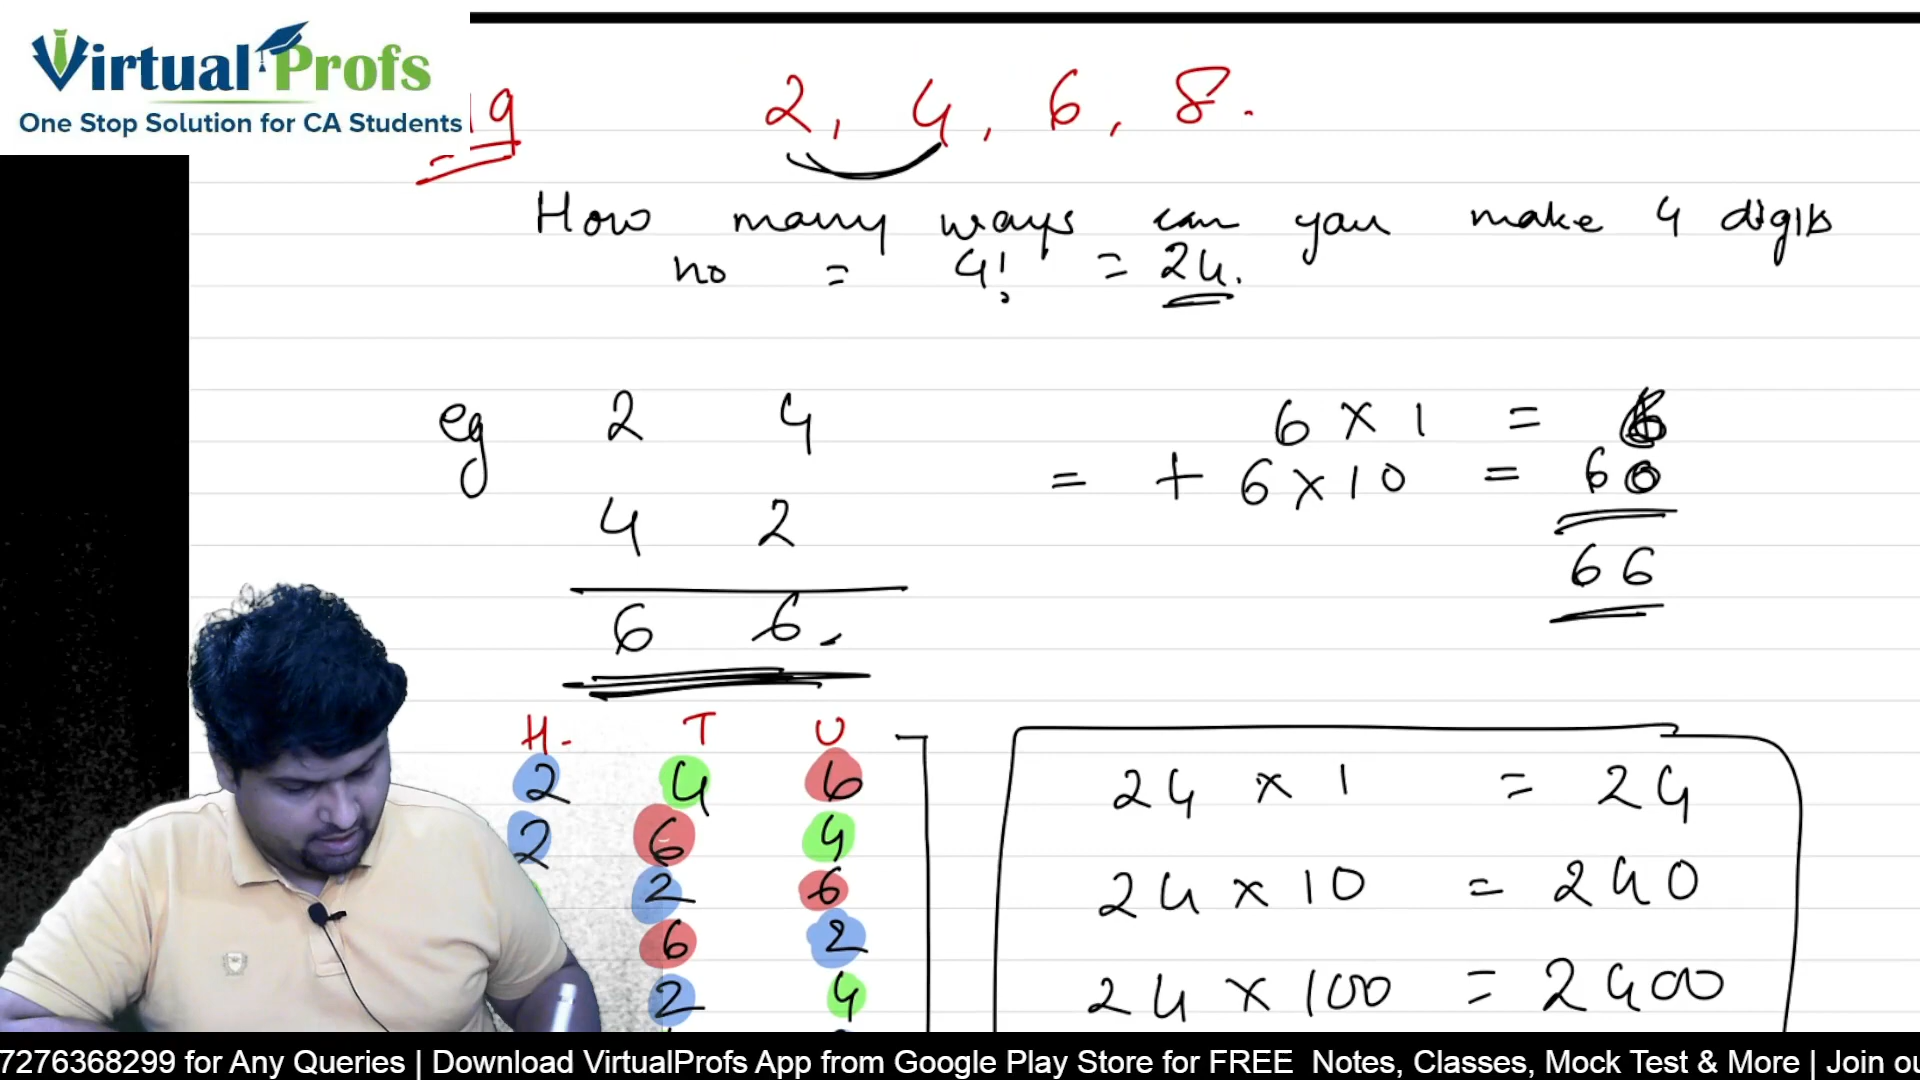 Virtual Profs
One Stop Solution for CA Students
2, 4, 6, 8.
How many ways can you make 4 digits
no = 4! = 24.
eg 2 4
4 2
6 6.
6 × 1 = 6
= + 6 × 10 = 60
66
H. T U
2 4 6
2 6 4
2 6
6 2
2 4
24 × 1 = 24
24 × 10 = 240
24 × 100 = 2400
7276368299 for Any Queries | Download VirtualProfs App from Google Play Store for FREE Notes, Classes, Mock Test & More | Join ou